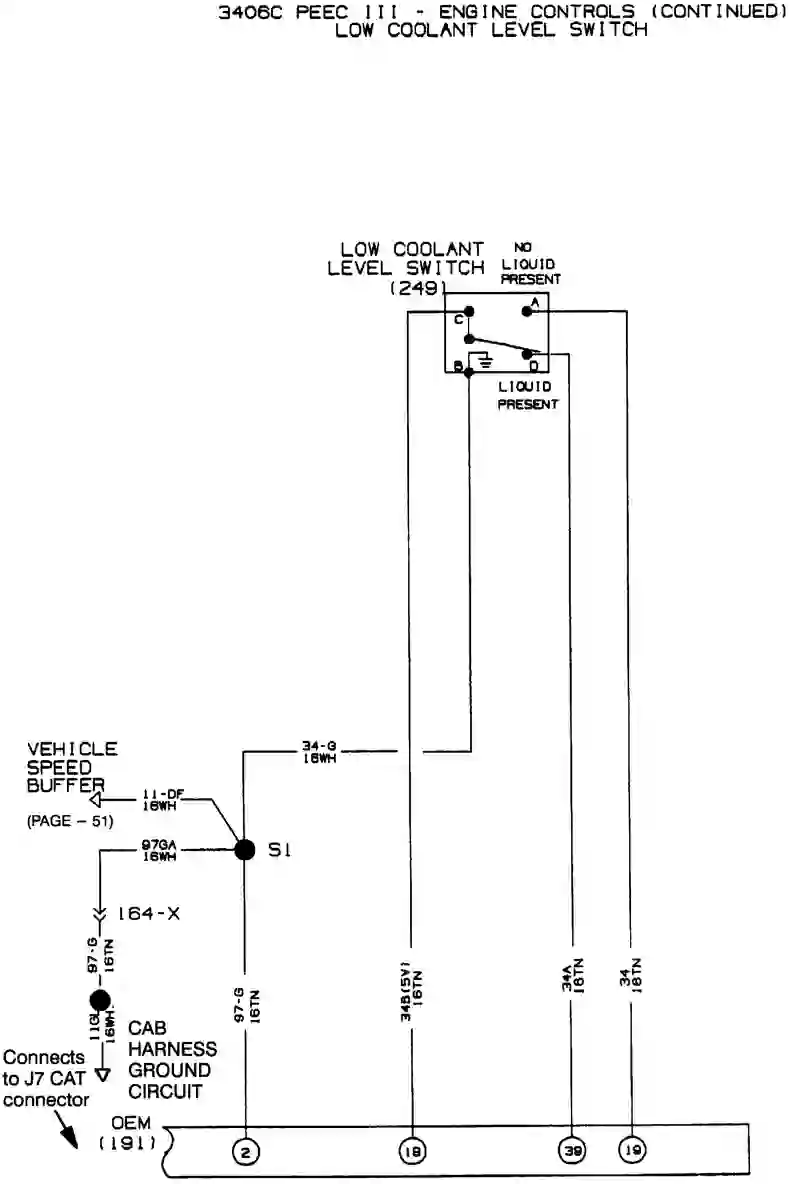 3406C PEEC III - ENGINE CONTROLS (CONTINUED)
LOW COOLANT LEVEL SWITCH
LOW COOLANT
LEVEL SWITCH
(249)
NO
LIQUID
PRESENT
C
A
B
D
LIQUID
PRESENT
34-G
16WH
VEHICLE
SPEED
BUFFER
(PAGE – 51)
11-DF
16WH
97GA
16WH
S1
164-X
97-G
16TN
97-G
16TN
34B(5V)
16TN
34A
16TN
34
16TN
11GL
16WH
CAB
HARNESS
GROUND
CIRCUIT
Connects
to J7 CAT
connector
OEM
(191)
2
18
39
19